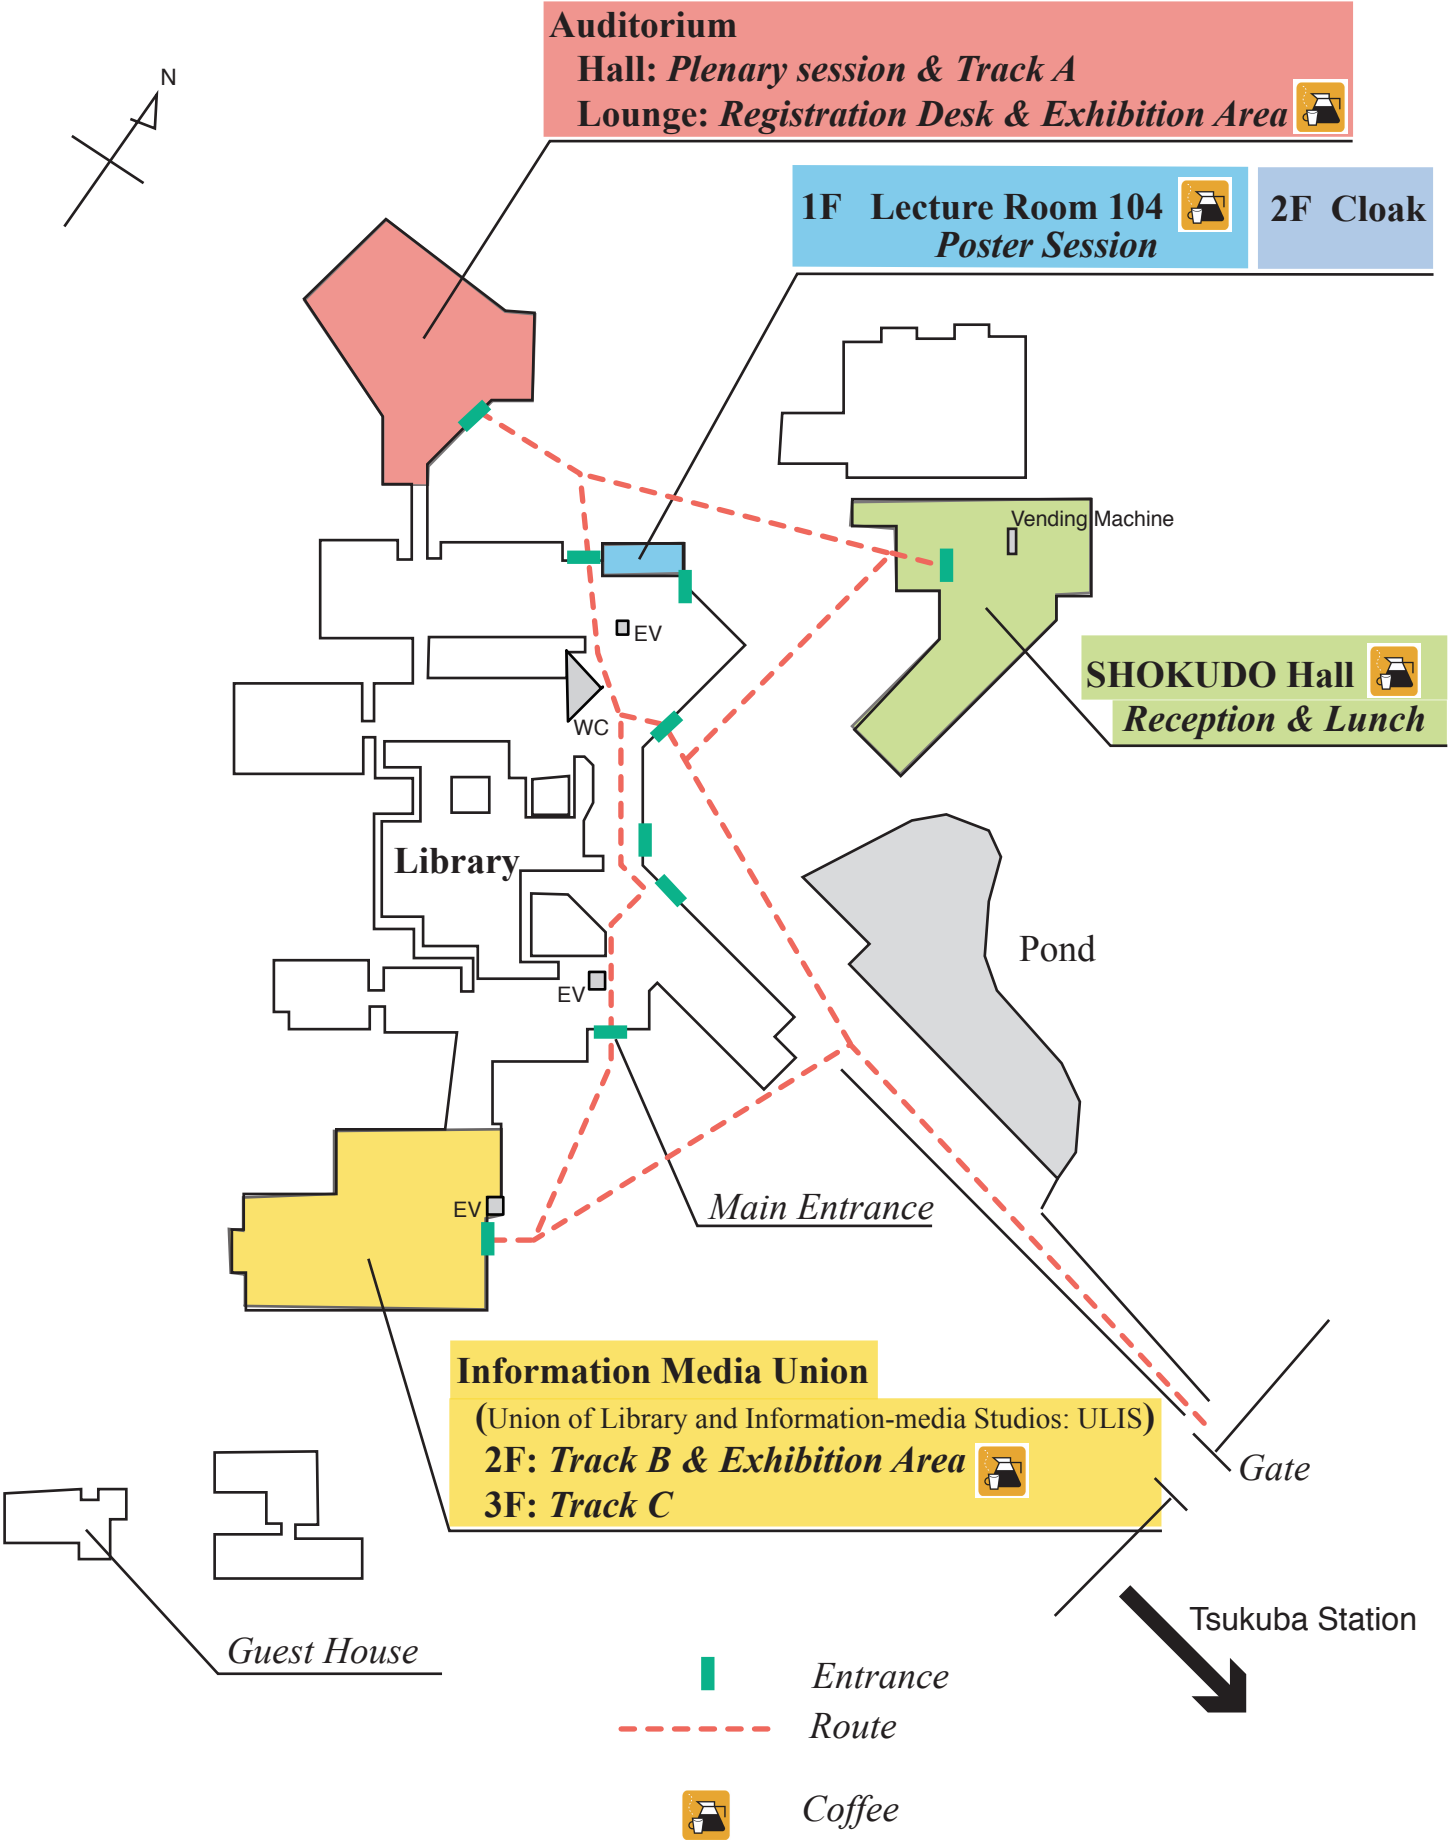 Auditorium
Hall: Plenary session & Track A
Lounge: Registration Desk & Exhibition Area
N
1F Lecture Room 104
Poster Session
2F Cloak
Vending Machine
EV
SHOKUDO Hall
Reception & Lunch
WC
Library
Pond
EV
EV
Main Entrance
Information Media Union
(Union of Library and Information-media Studios: ULIS)
2F: Track B & Exhibition Area
3F: Track C
Gate
Tsukuba Station
Guest House
Entrance
Route
Coffee